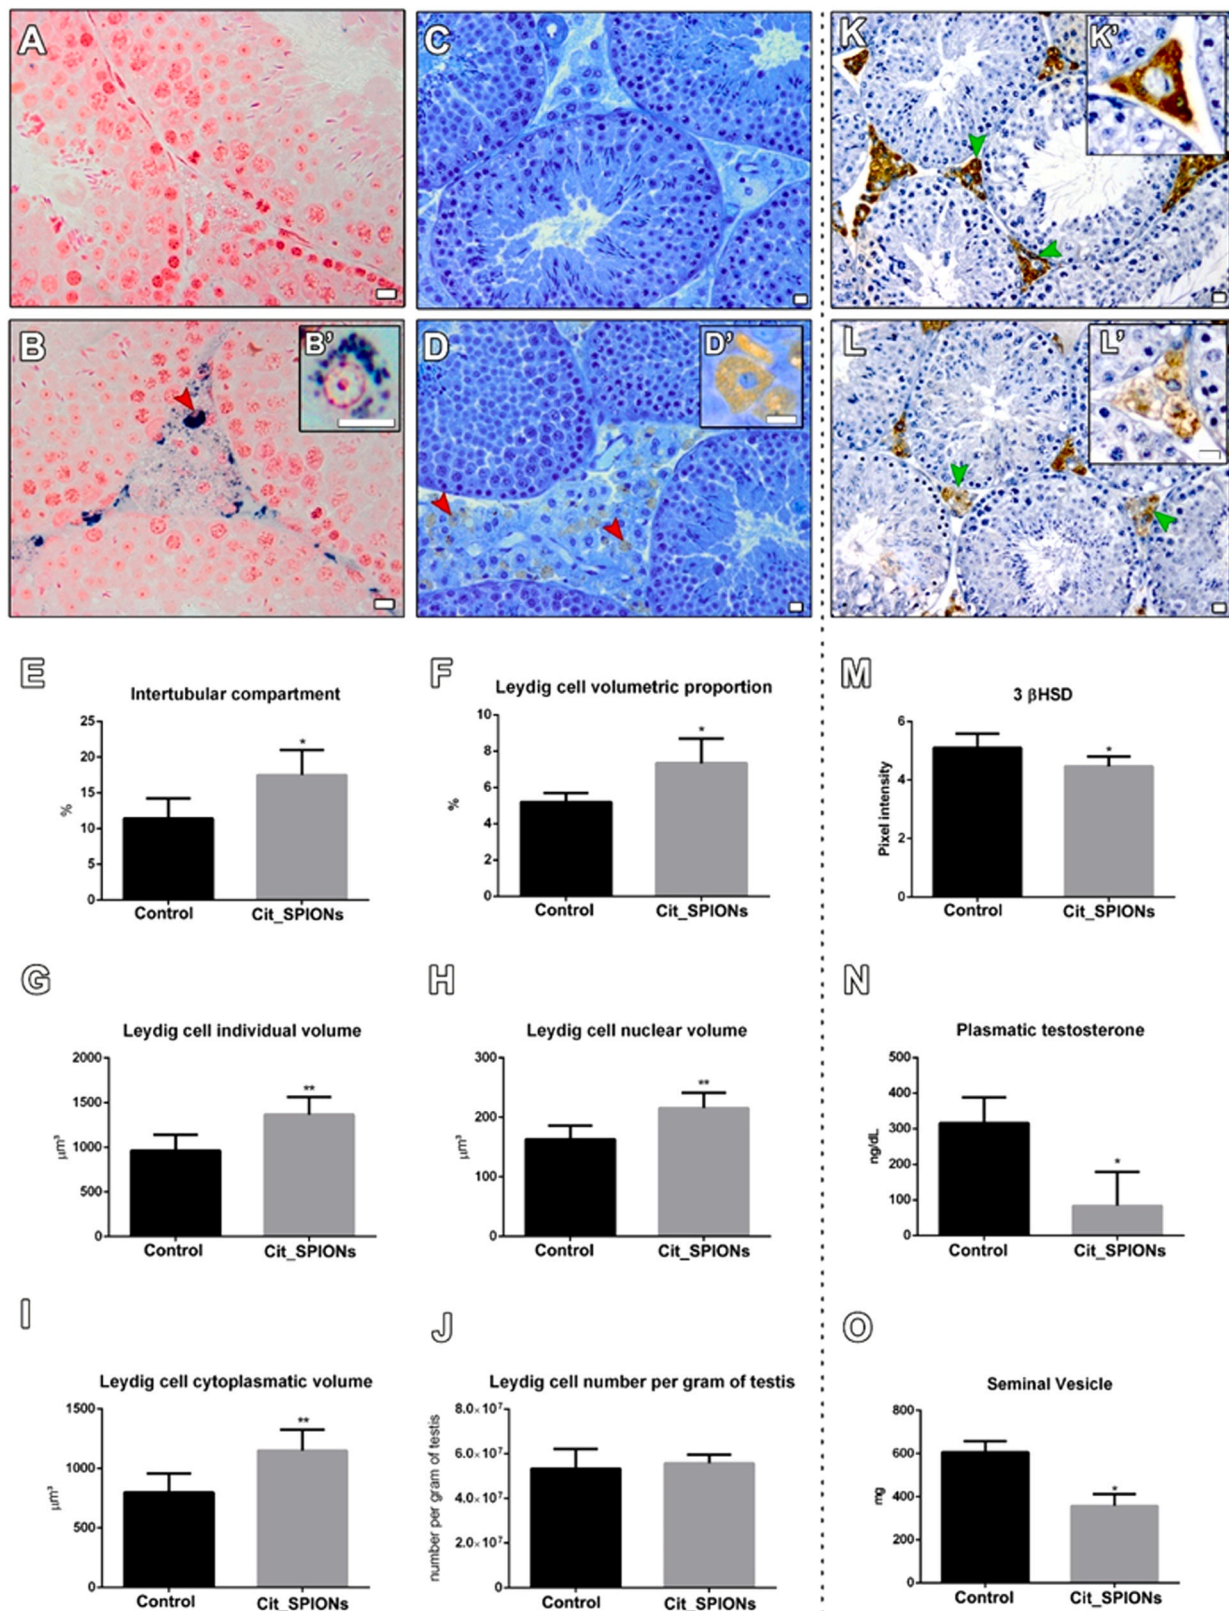 A
C
K
K'
B
B'
D
D'
L
L'
E
Intertubular compartment
25
20
15
10
5
0
%
*
Control
Cit_SPIONs
F
Leydig cell volumetric proportion
10
8
6
4
2
0
%
*
Control
Cit_SPIONs
M
3 βHSD
6
4
2
0
Pixel intensity
*
Control
Cit_SPIONs
G
Leydig cell individual volume
2000
1500
1000
500
0
µm³
**
Control
Cit_SPIONs
H
Leydig cell nuclear volume
300
200
100
0
µm³
**
Control
Cit_SPIONs
N
Plasmatic testosterone
500
400
300
200
100
0
ng/dL
*
Control
Cit_SPIONs
I
Leydig cell cytoplasmatic volume
1500
1000
500
0
µm³
**
Control
Cit_SPIONs
J
Leydig cell number per gram of testis
8.0×10⁷
6.0×10⁷
4.0×10⁷
2.0×10⁷
0
number per gram of testis
Control
Cit_SPIONs
O
Seminal Vesicle
800
600
400
200
0
mg
*
Control
Cit_SPIONs